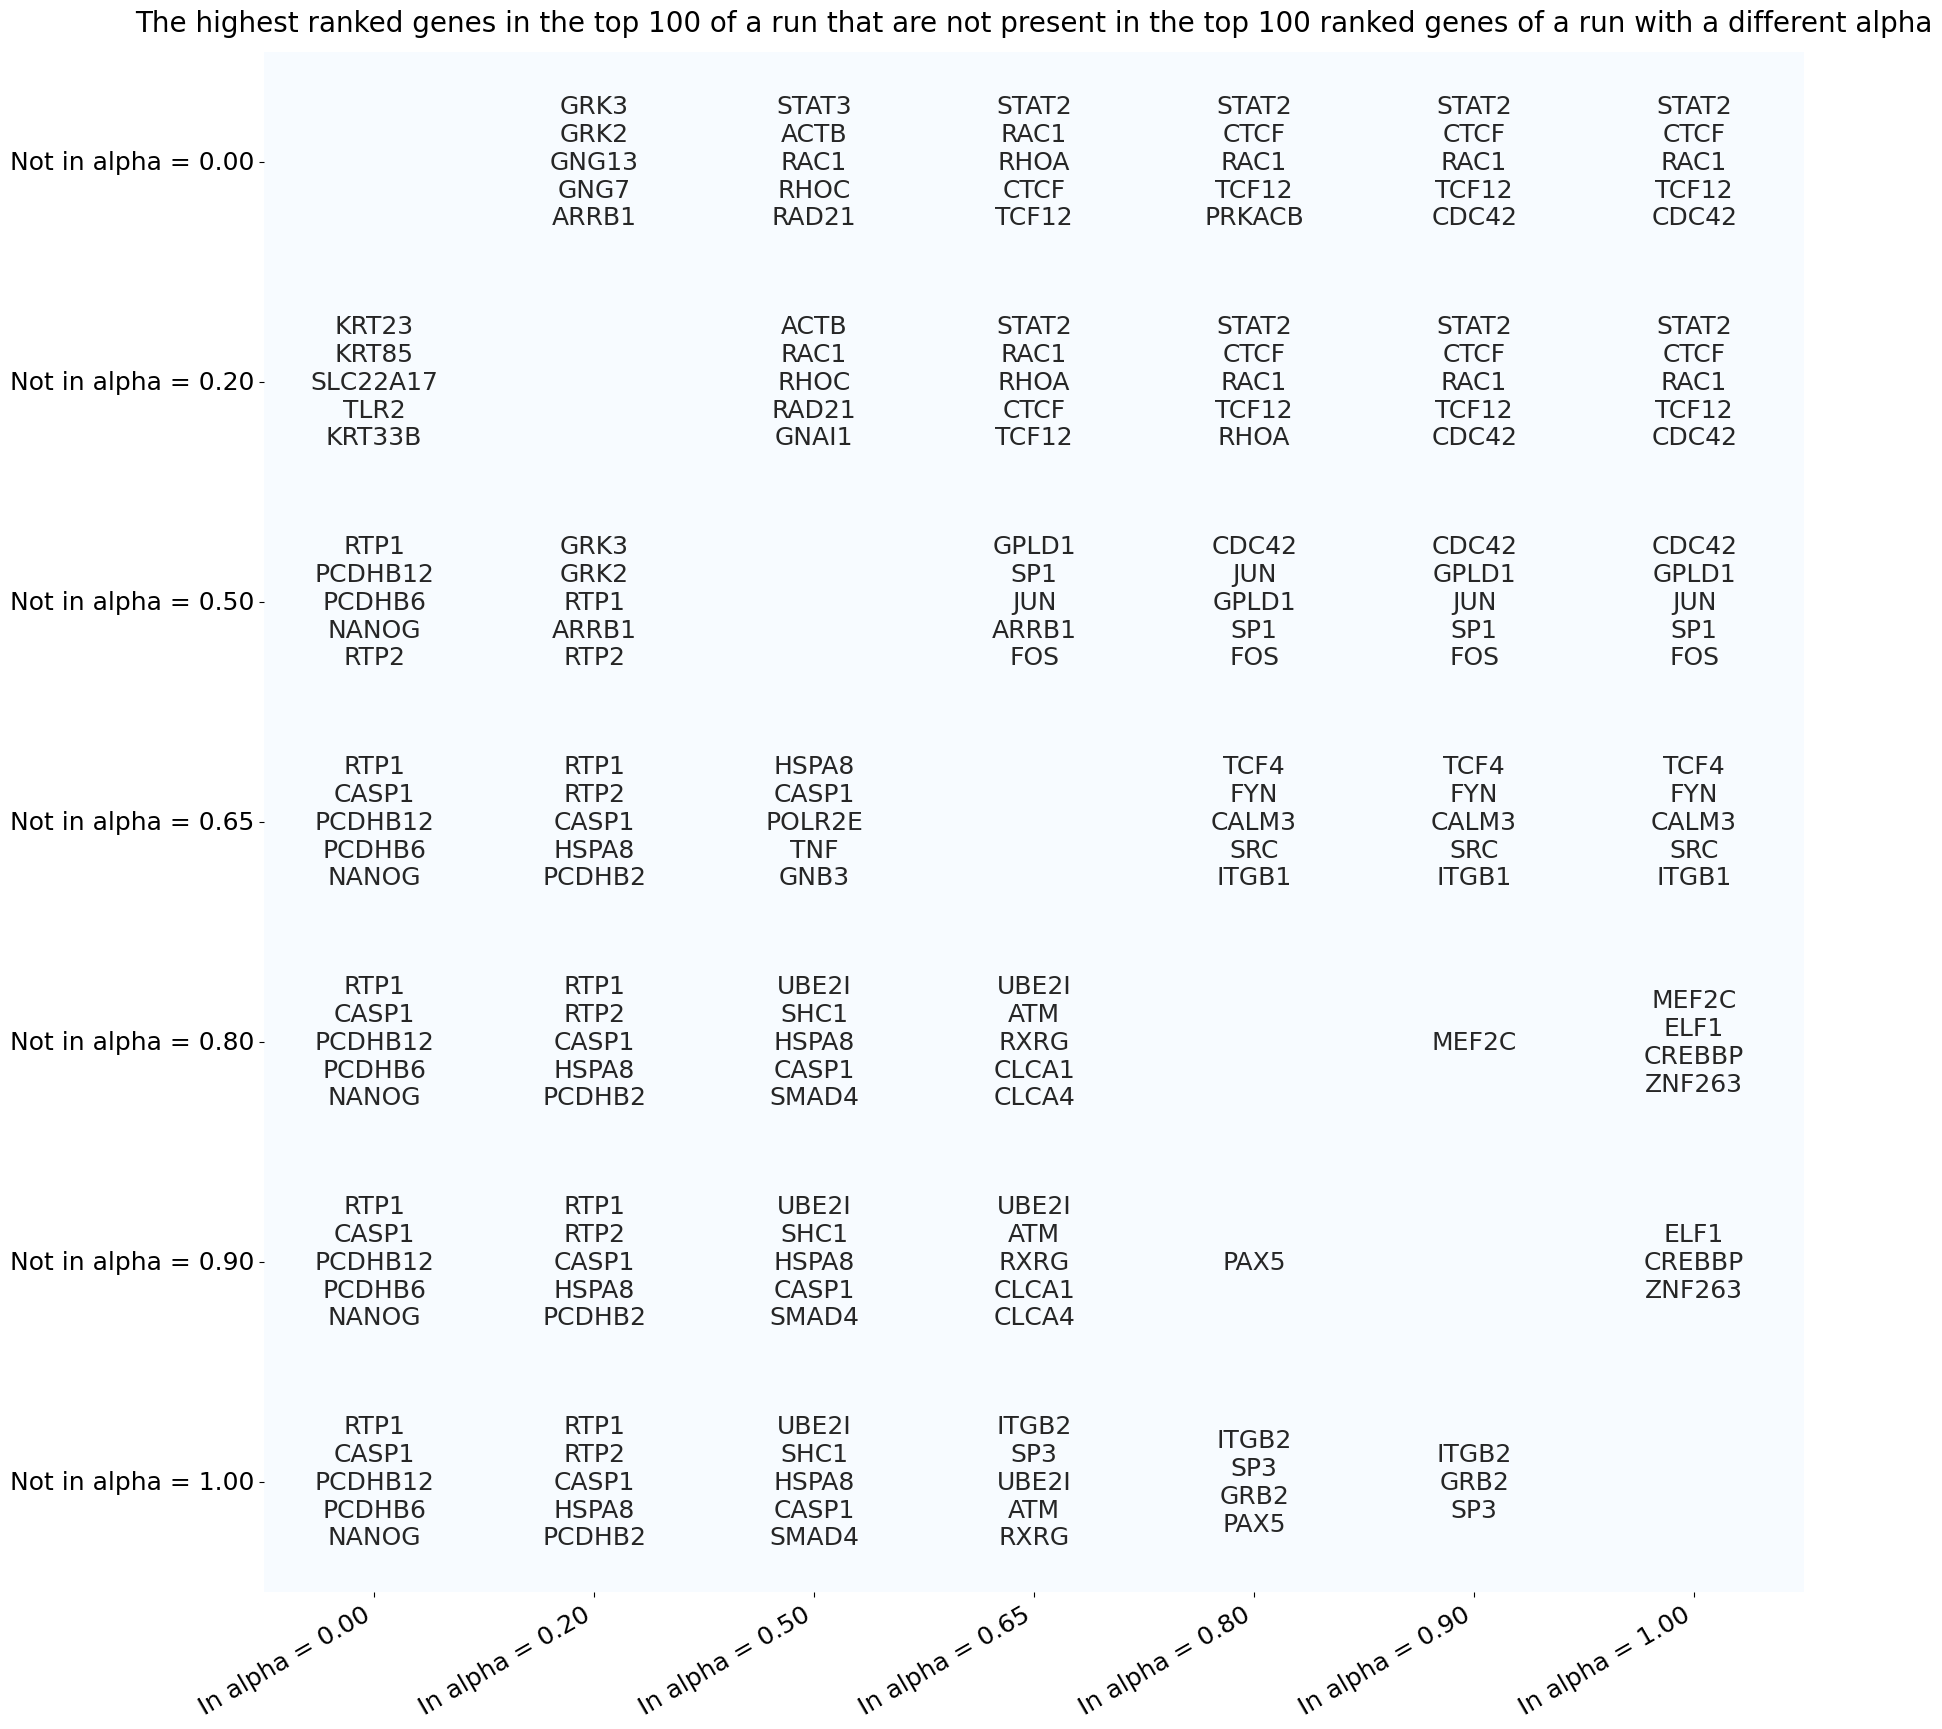 The highest ranked genes in the top 100 of a run that are not present in the top 100 ranked genes of a run with a different alpha
GRK3 STAT3 STAT2 STAT2 STAT2 STAT2
GRK2 ACTB RAC1 CTCF CTCF CTCF
Not in alpha = 0.00 GNG13 RAC1 RHOA RAC1 RAC1 RAC1
GNG7 RHOC CTCF TCF12 TCF12 TCF12
ARRB1 RAD21 TCF12 PRKACB CDC42 CDC42
KRT23 ACTB STAT2 STAT2 STAT2 STAT2
KRT85 RAC1 RAC1 CTCF CTCF CTCF
Not in alpha = 0.20 SLC22A17 RHOC RHOA RAC1 RAC1 RAC1
TLR2 RAD21 CTCF TCF12 TCF12 TCF12
KRT33B GNAI1 TCF12 RHOA CDC42 CDC42
RTP1 GRK3 GPLD1 CDC42 CDC42 CDC42
PCDHB12 GRK2 SP1 JUN GPLD1 GPLD1
Not in alpha = 0.50 PCDHB6 RTP1 JUN GPLD1 JUN JUN
NANOG ARRB1 ARRB1 SP1 SP1 SP1
RTP2 RTP2 FOS FOS FOS FOS
RTP1 RTP1 HSPA8 TCF4 TCF4 TCF4
CASP1 RTP2 CASP1 FYN FYN FYN
Not in alpha = 0.65 PCDHB12 CASP1 POLR2E CALM3 CALM3 CALM3
PCDHB6 HSPA8 TNF SRC SRC SRC
NANOG PCDHB2 GNB3 ITGB1 ITGB1 ITGB1
RTP1 RTP1 UBE2I UBE2I
MEF2C
CASP1 RTP2 SHC1 ATM
ELF1
Not in alpha = 0.80 PCDHB12 CASP1 HSPA8 RXRG MEF2C
CREBBP
PCDHB6 HSPA8 CASP1 CLCA1
ZNF263
NANOG PCDHB2 SMAD4 CLCA4
RTP1 RTP1 UBE2I UBE2I
CASP1 RTP2 SHC1 ATM ELF1
Not in alpha = 0.90 PCDHB12 CASP1 HSPA8 RXRG PAX5 CREBBP
PCDHB6 HSPA8 CASP1 CLCA1 ZNF263
NANOG PCDHB2 SMAD4 CLCA4
RTP1 RTP1 UBE2I ITGB2
ITGB2
CASP1 RTP2 SHC1 SP3 ITGB2
SP3
Not in alpha = 1.00 PCDHB12 CASP1 HSPA8 UBE2I GRB2
GRB2
PCDHB6 HSPA8 CASP1 ATM SP3
PAX5
NANOG PCDHB2 SMAD4 RXRG
In alpha = 0.00
In alpha = 0.20
In alpha = 0.50
In alpha = 0.65
In alpha = 0.80
In alpha = 0.90
In alpha = 1.00